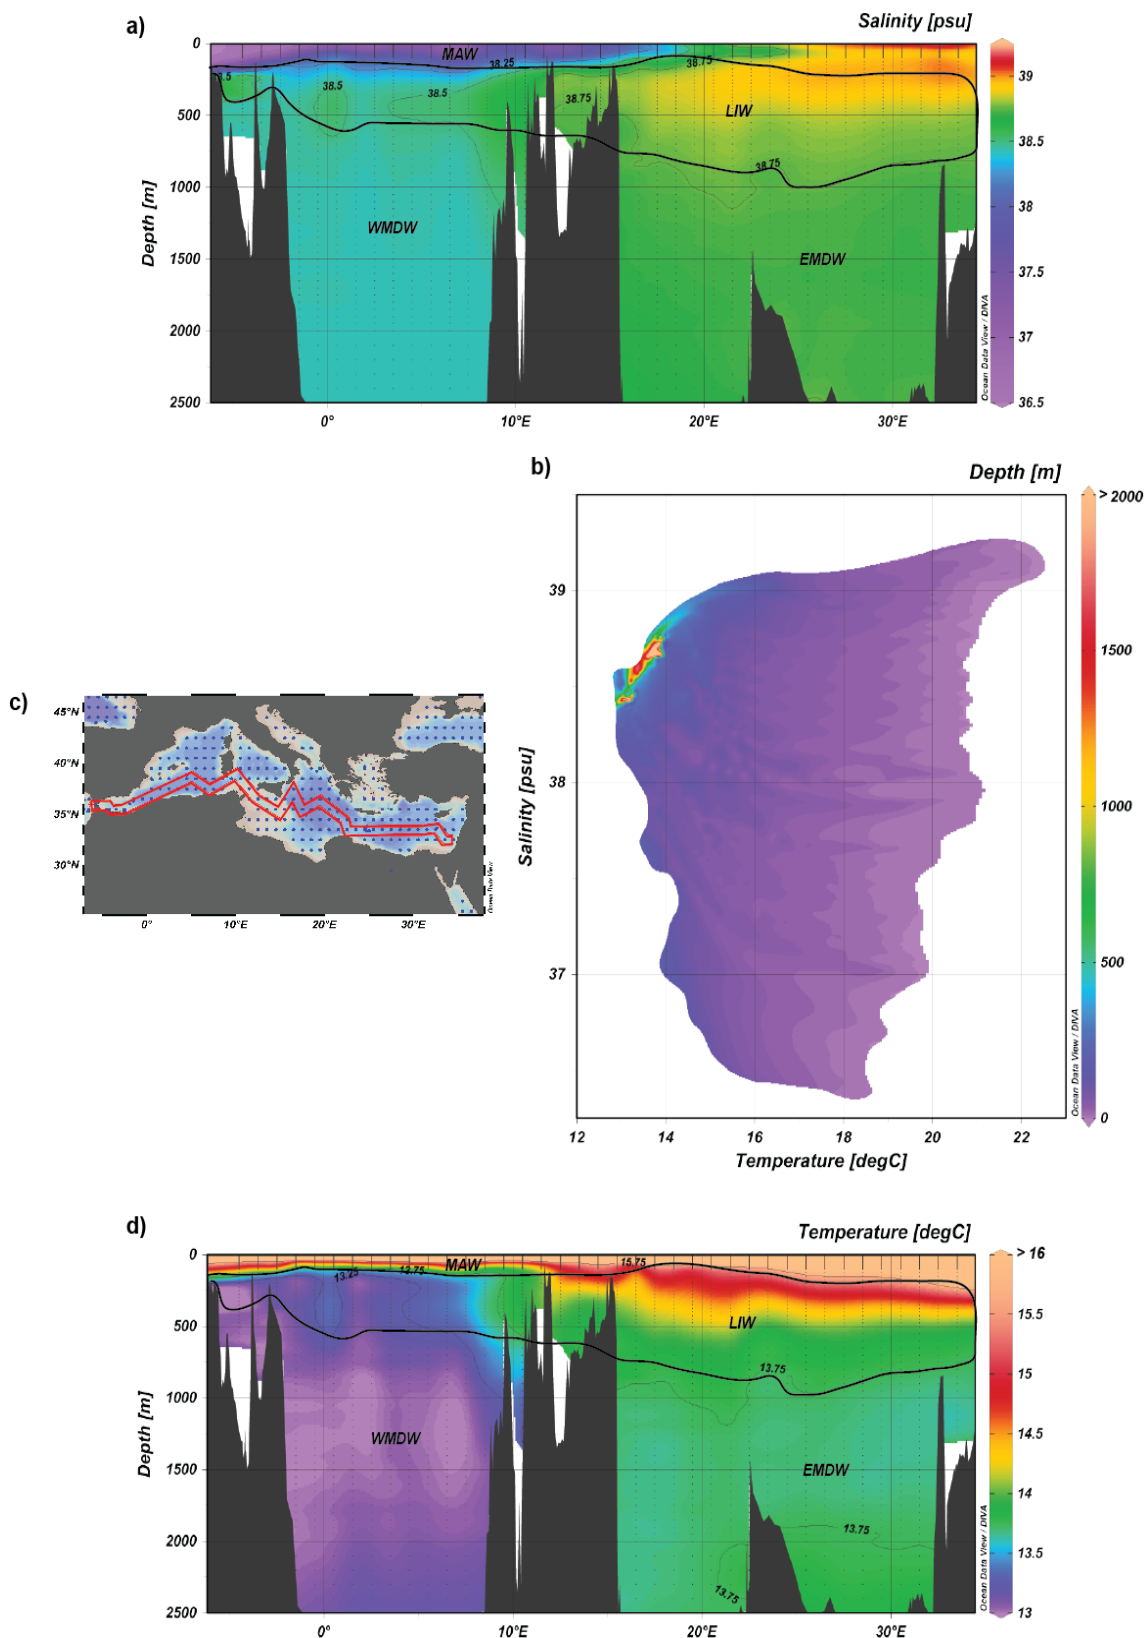 a)
Salinity [psu]
0
500
1000
1500
2000
2500
Depth [m]
MAW
38.25
38.75
38.5
38.5
38.75
LIW
38.75
WMDW
EMDW
0°
10°E
20°E
30°E
39
38.5
38
37.5
37
36.5
Ocean Data View / DIVA
b)
Depth [m]
39
38
37
Salinity [psu]
12
14
16
18
20
22
Temperature [degC]
> 2000
1500
1000
500
0
Ocean Data View / DIVA
c)
45°N
40°N
35°N
30°N
0°
10°E
20°E
30°E
Ocean Data View
d)
Temperature [degC]
0
500
1000
1500
2000
2500
Depth [m]
MAW
15.75
13.25
13.75
LIW
13.75
WMDW
EMDW
13.75
13.75
0°
10°E
20°E
30°E
> 16
15.5
15
14.5
14
13.5
13
Ocean Data View / DIVA